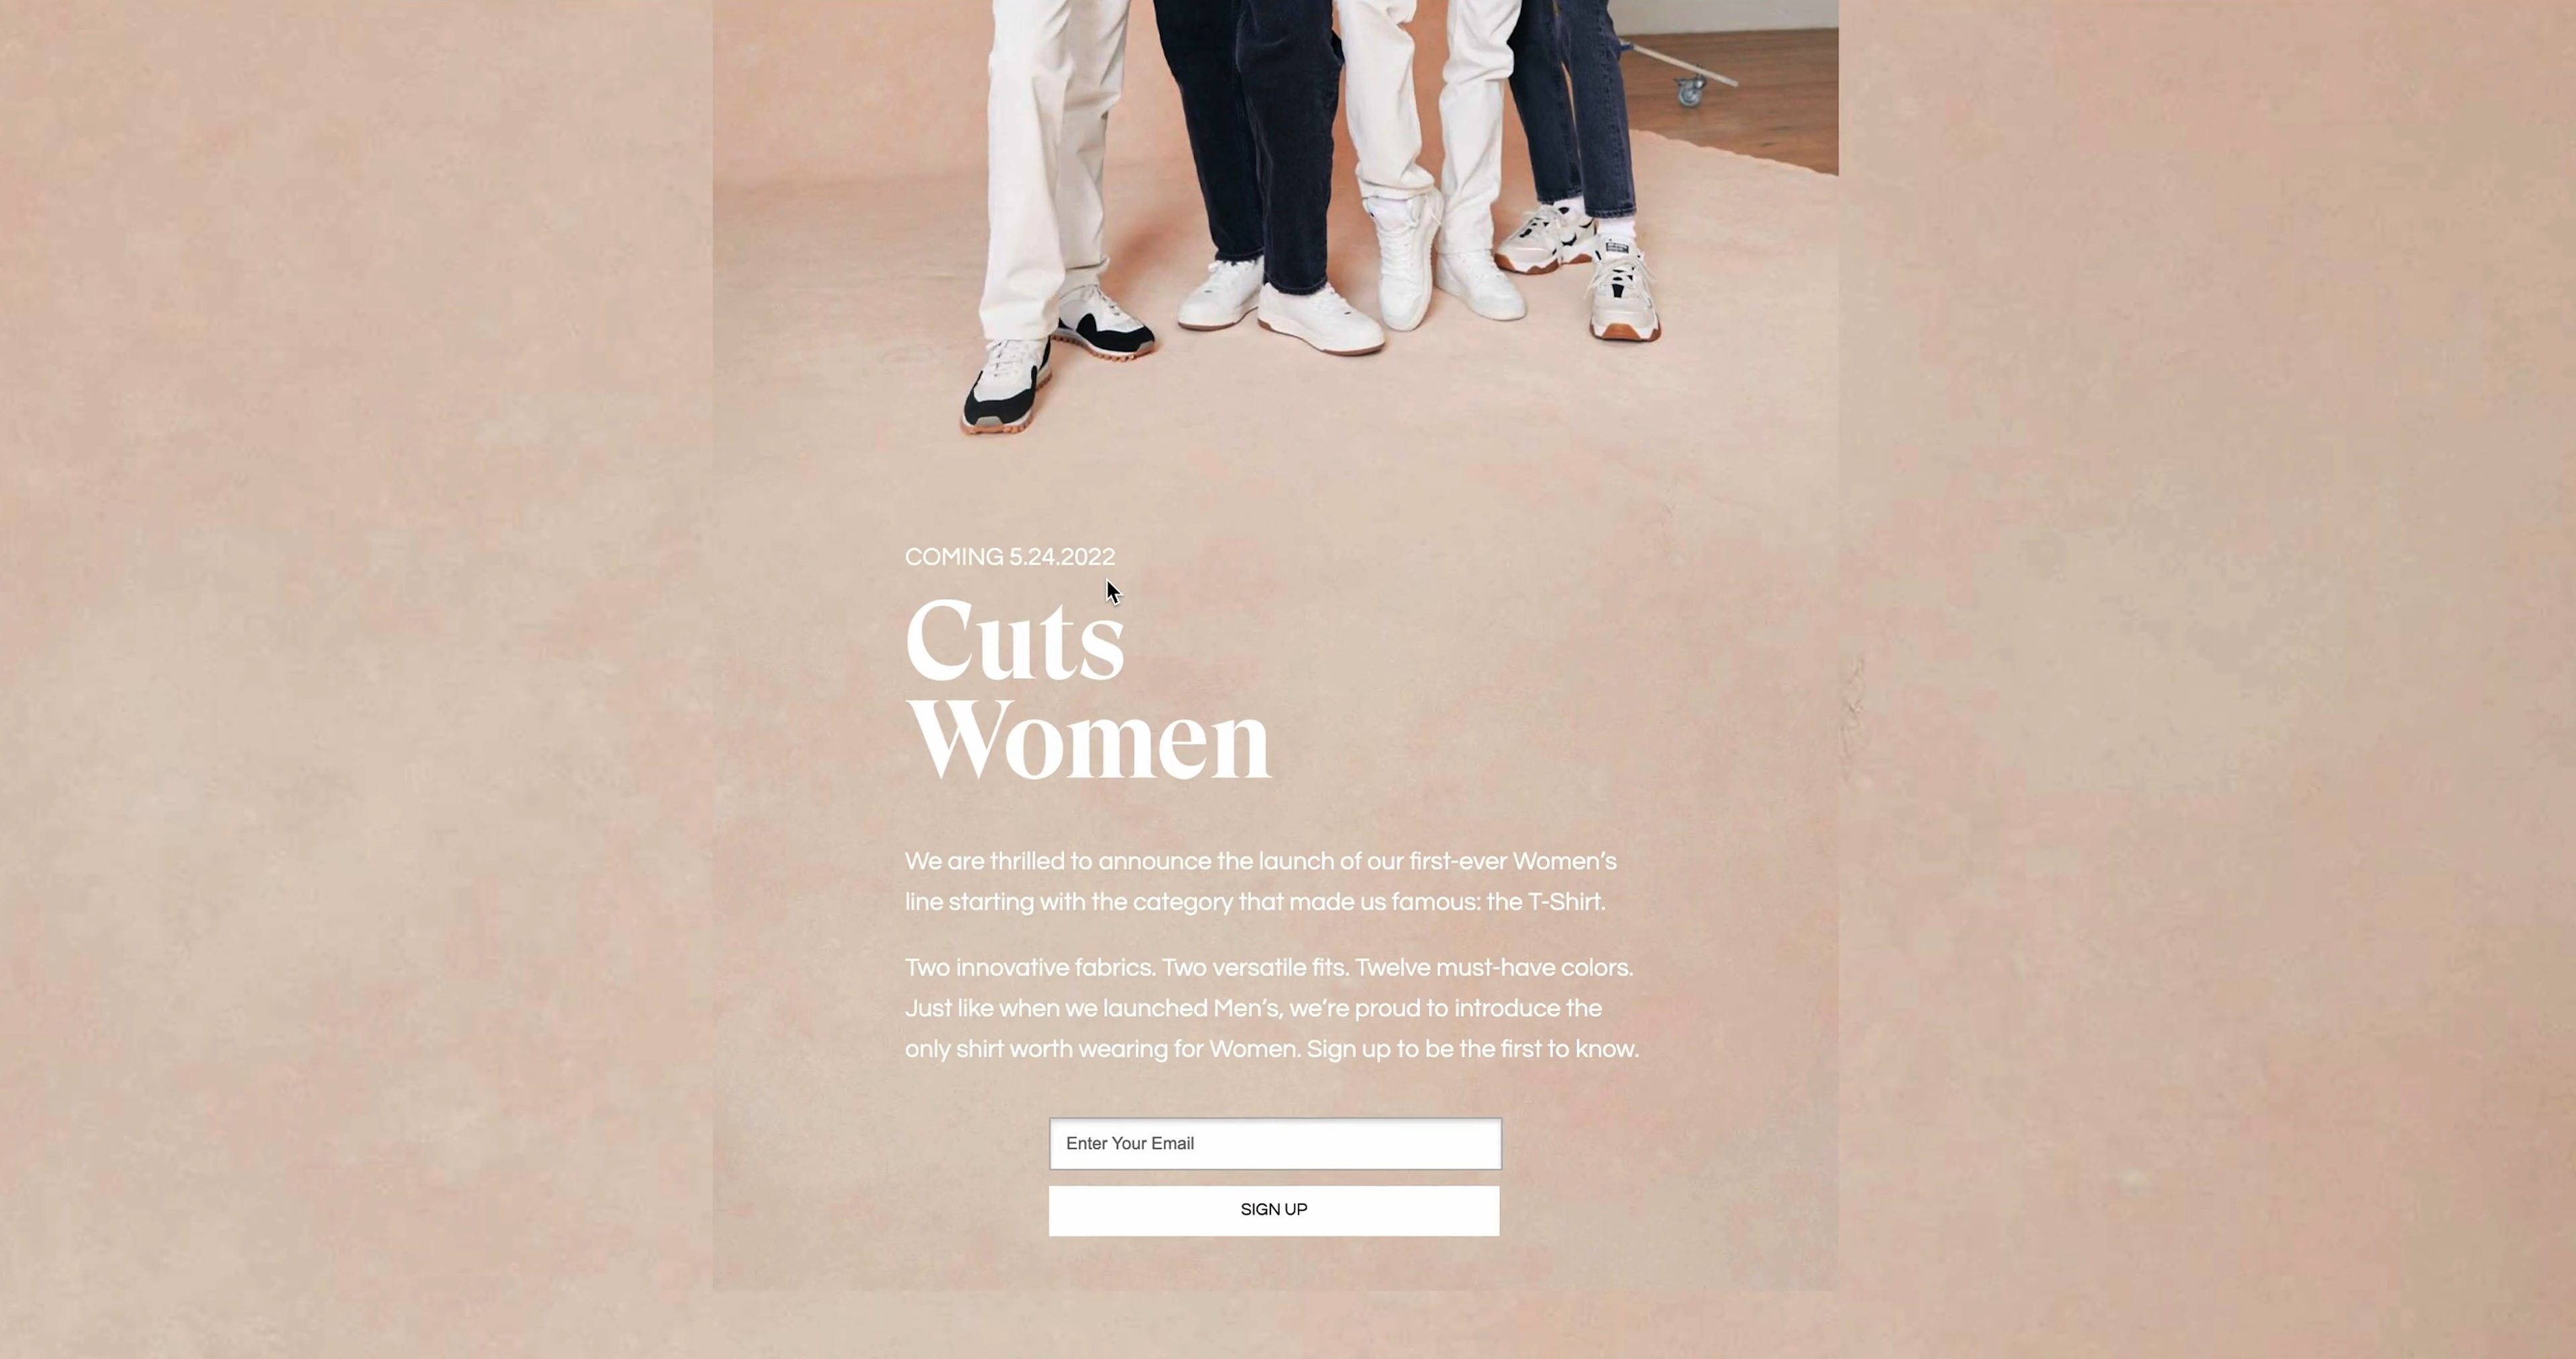 COMING 5.24.2022
Cuts
Women
We are thrilled to announce the launch of our first-ever Women’s
line starting with the category that made us famous: the T-Shirt.
Two innovative fabrics. Two versatile fits. Twelve must-have colors.
Just like when we launched Men’s, we’re proud to introduce the
only shirt worth wearing for Women. Sign up to be the first to know.
Enter Your Email
SIGN UP